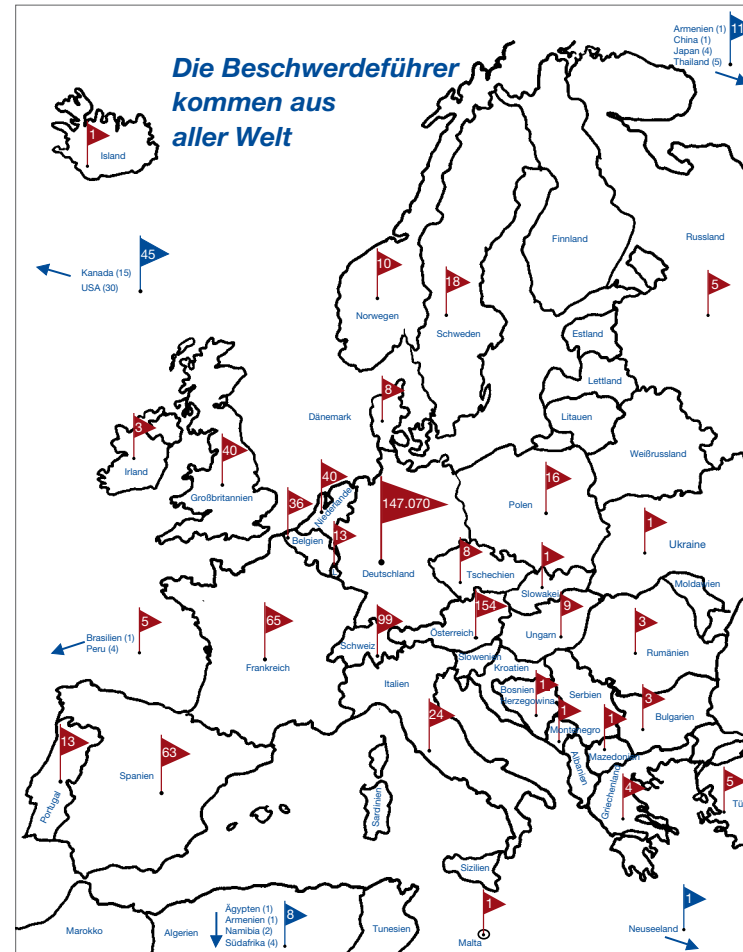 Die Beschwerdeführer
kommen aus
aller Welt
Armenien (1)
China (1)
Japan (4)
Thailand (5)
11
1
Island
45
Kanada (15)
USA (30)
10
Norwegen
18
Schweden
Finnland
Russland
5
Estland
Lettland
Litauen
Weißrussland
8
Dänemark
3
Irland
40
Großbritannien
40
Niederlande
36
Belgien
13
L
147.070
Deutschland
16
Polen
1
Ukraine
8
Tschechien
1
Slowakei
Moldawien
5
Brasilien (1)
Peru (4)
65
Frankreich
99
Schweiz
154
Österreich
9
Ungarn
3
Rumänien
Slowenien
Kroatien
Italien
24
1
Bosnien
Herzegowina
Serbien
1
Montenegro
1
Mazedonien
3
Bulgarien
Albanien
4
Griechenland
5
Tü
13
Portugal
63
Spanien
Sardinien
Sizilien
1
Malta
Marokko
Algerien
Tunesien
Ägypten (1)
Armenien (1)
Namibia (2)
Südafrika (4)
8
1
Neuseeland